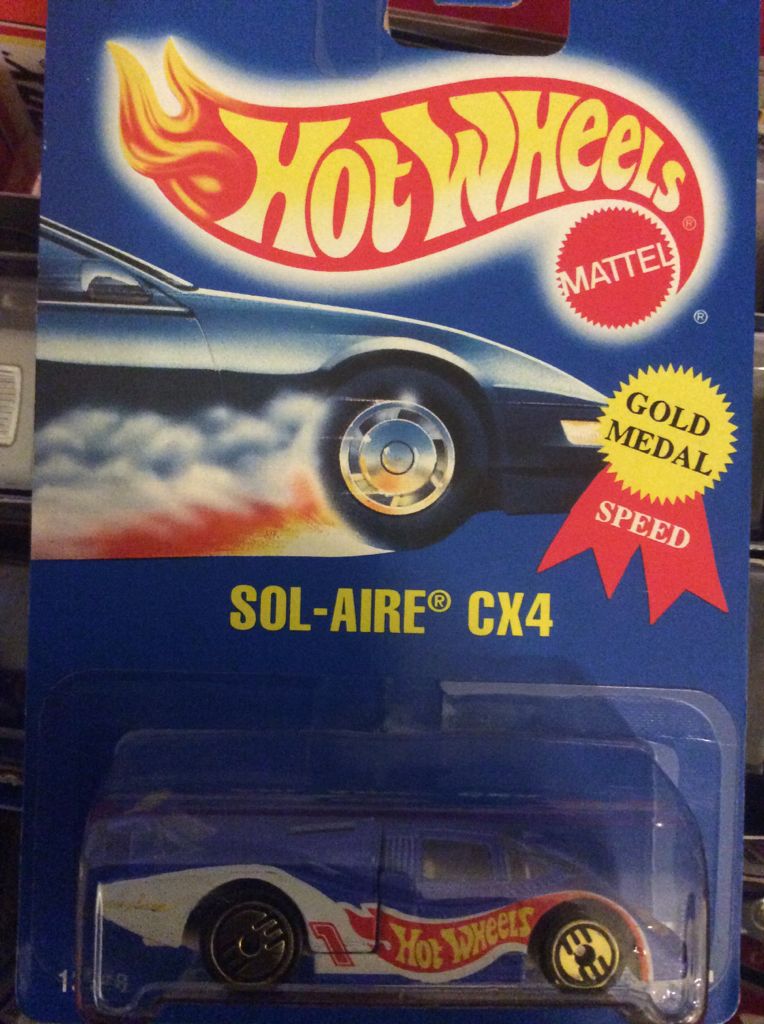 Hot Wheels ®
MATTEL
®
GOLD
MEDAL
SPEED
SOL-AIRE® CX4
1 Hot Wheels